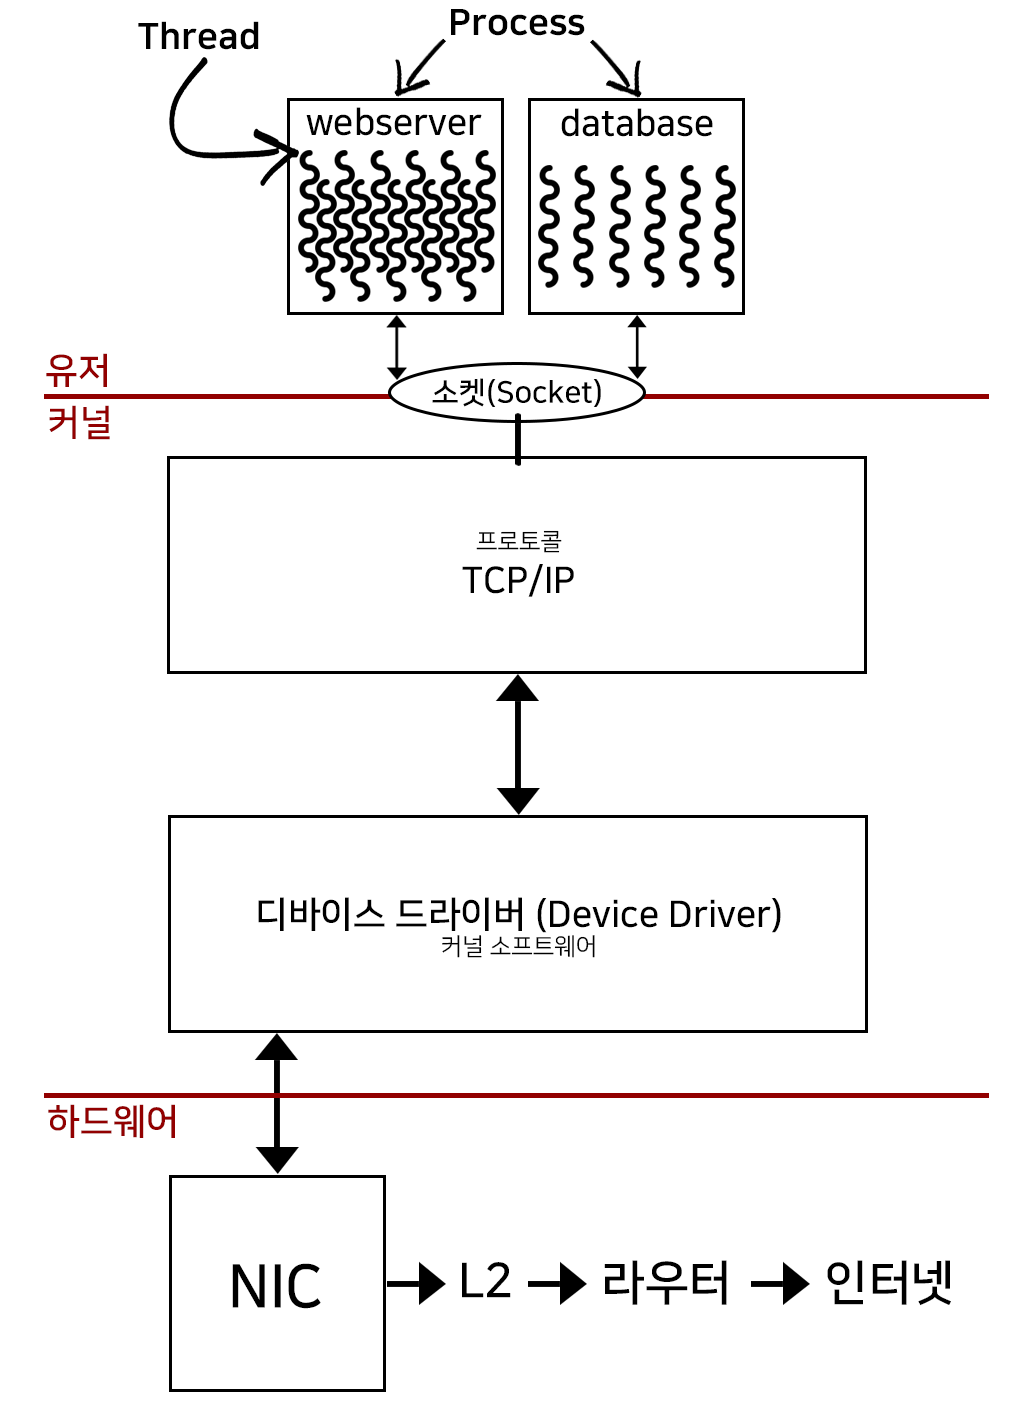 Process
Thread
webserver
database
유저
소켓(Socket)
커널
프로토콜
TCP/IP
디바이스 드라이버 (Device Driver)
커널 소프트웨어
하드웨어
NIC
L2
라우터
인터넷